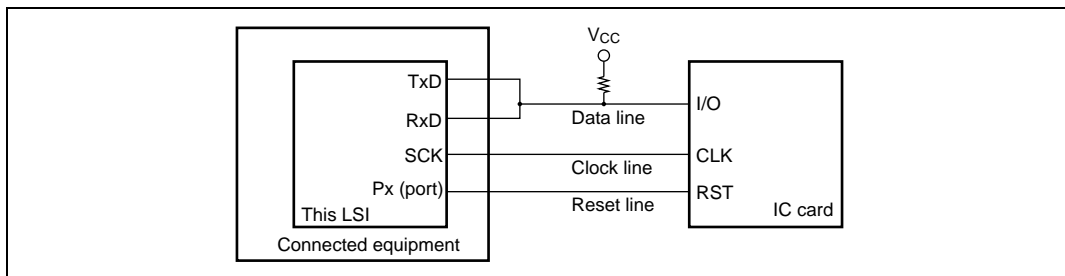 VCC
TxD
RxD
SCK
Px (port)
This LSI
Connected equipment
Data line
Clock line
Reset line
I/O
CLK
RST
IC card